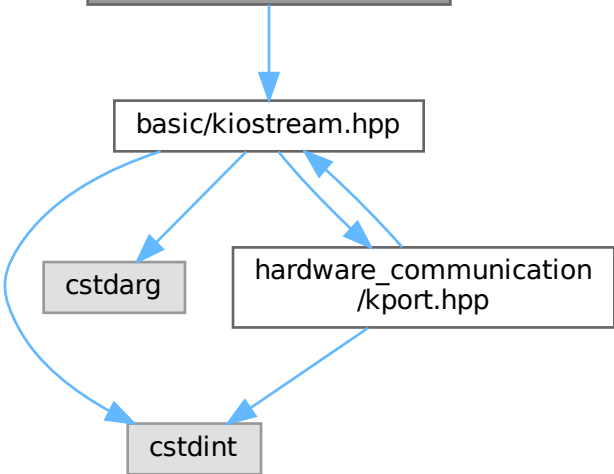 basic/kiostream.hpp
cstdarg
hardware_communication
/kport.hpp
cstdint